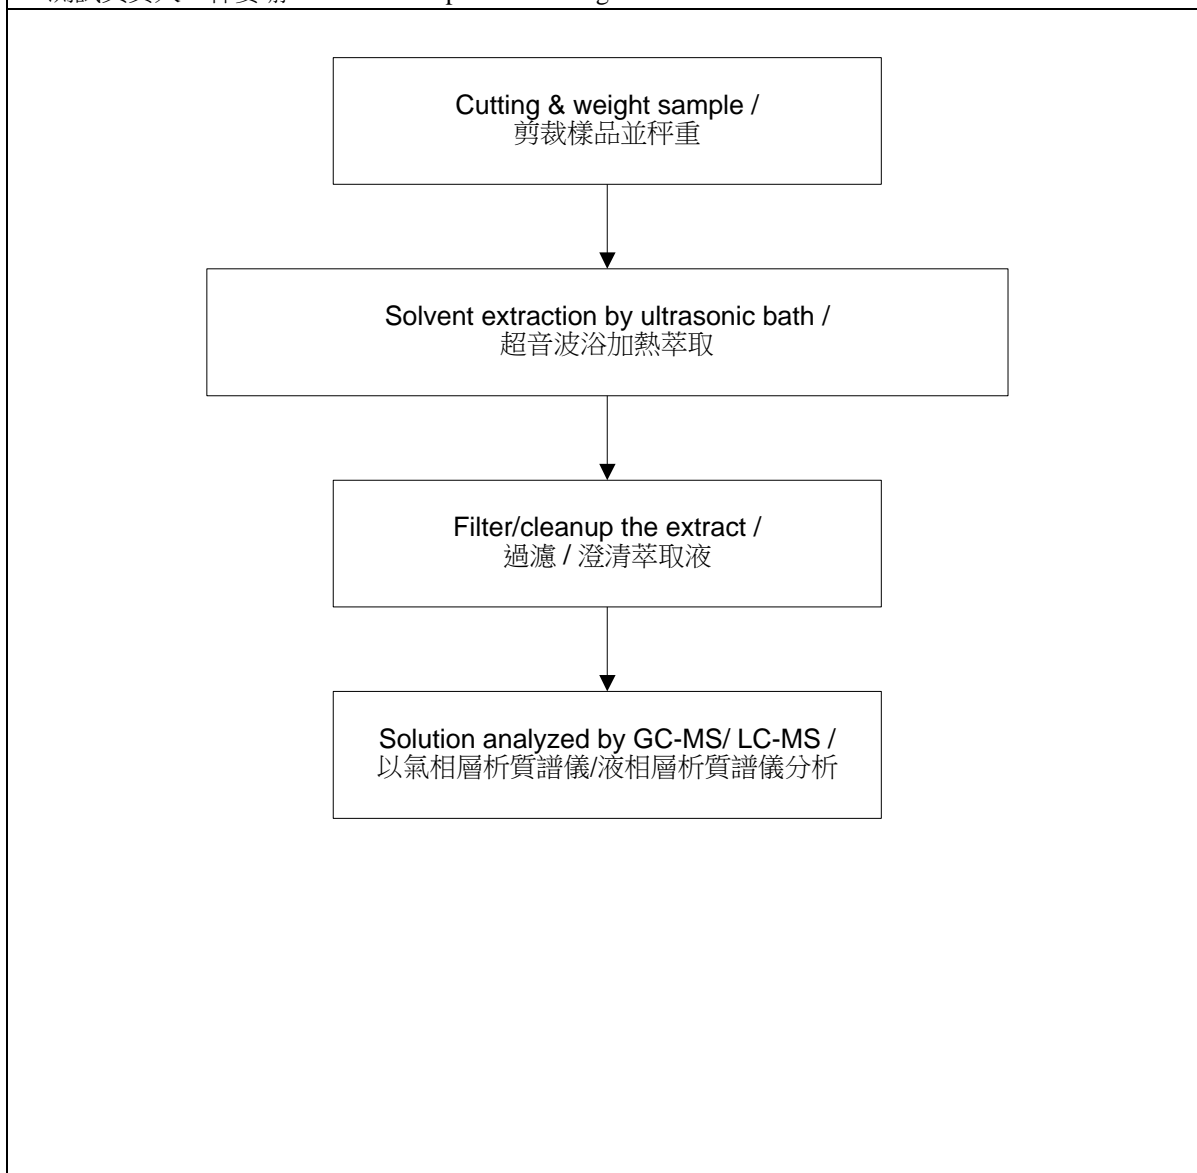 Cutting & weight sample /
剪裁樣品並秤重
Solvent extraction by ultrasonic bath /
超音波浴加熱萃取
Filter/cleanup the extract /
過濾 / 澄清萃取液
Solution analyzed by GC-MS/ LC-MS /
以氣相層析質譜儀/液相層析質譜儀分析